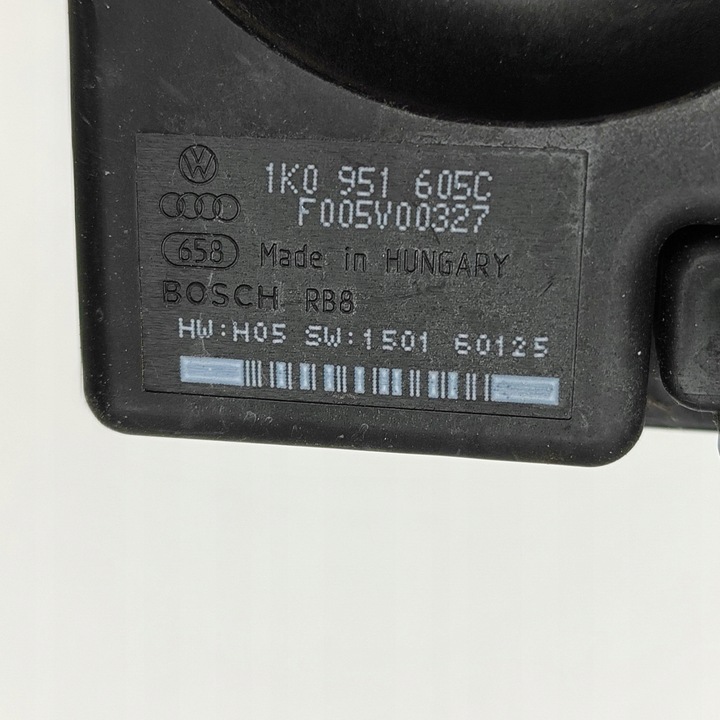 1K0 951 605C
F005V00327
658 Made in HUNGARY
BOSCH RB8
HW:H05 SW:1501 60125